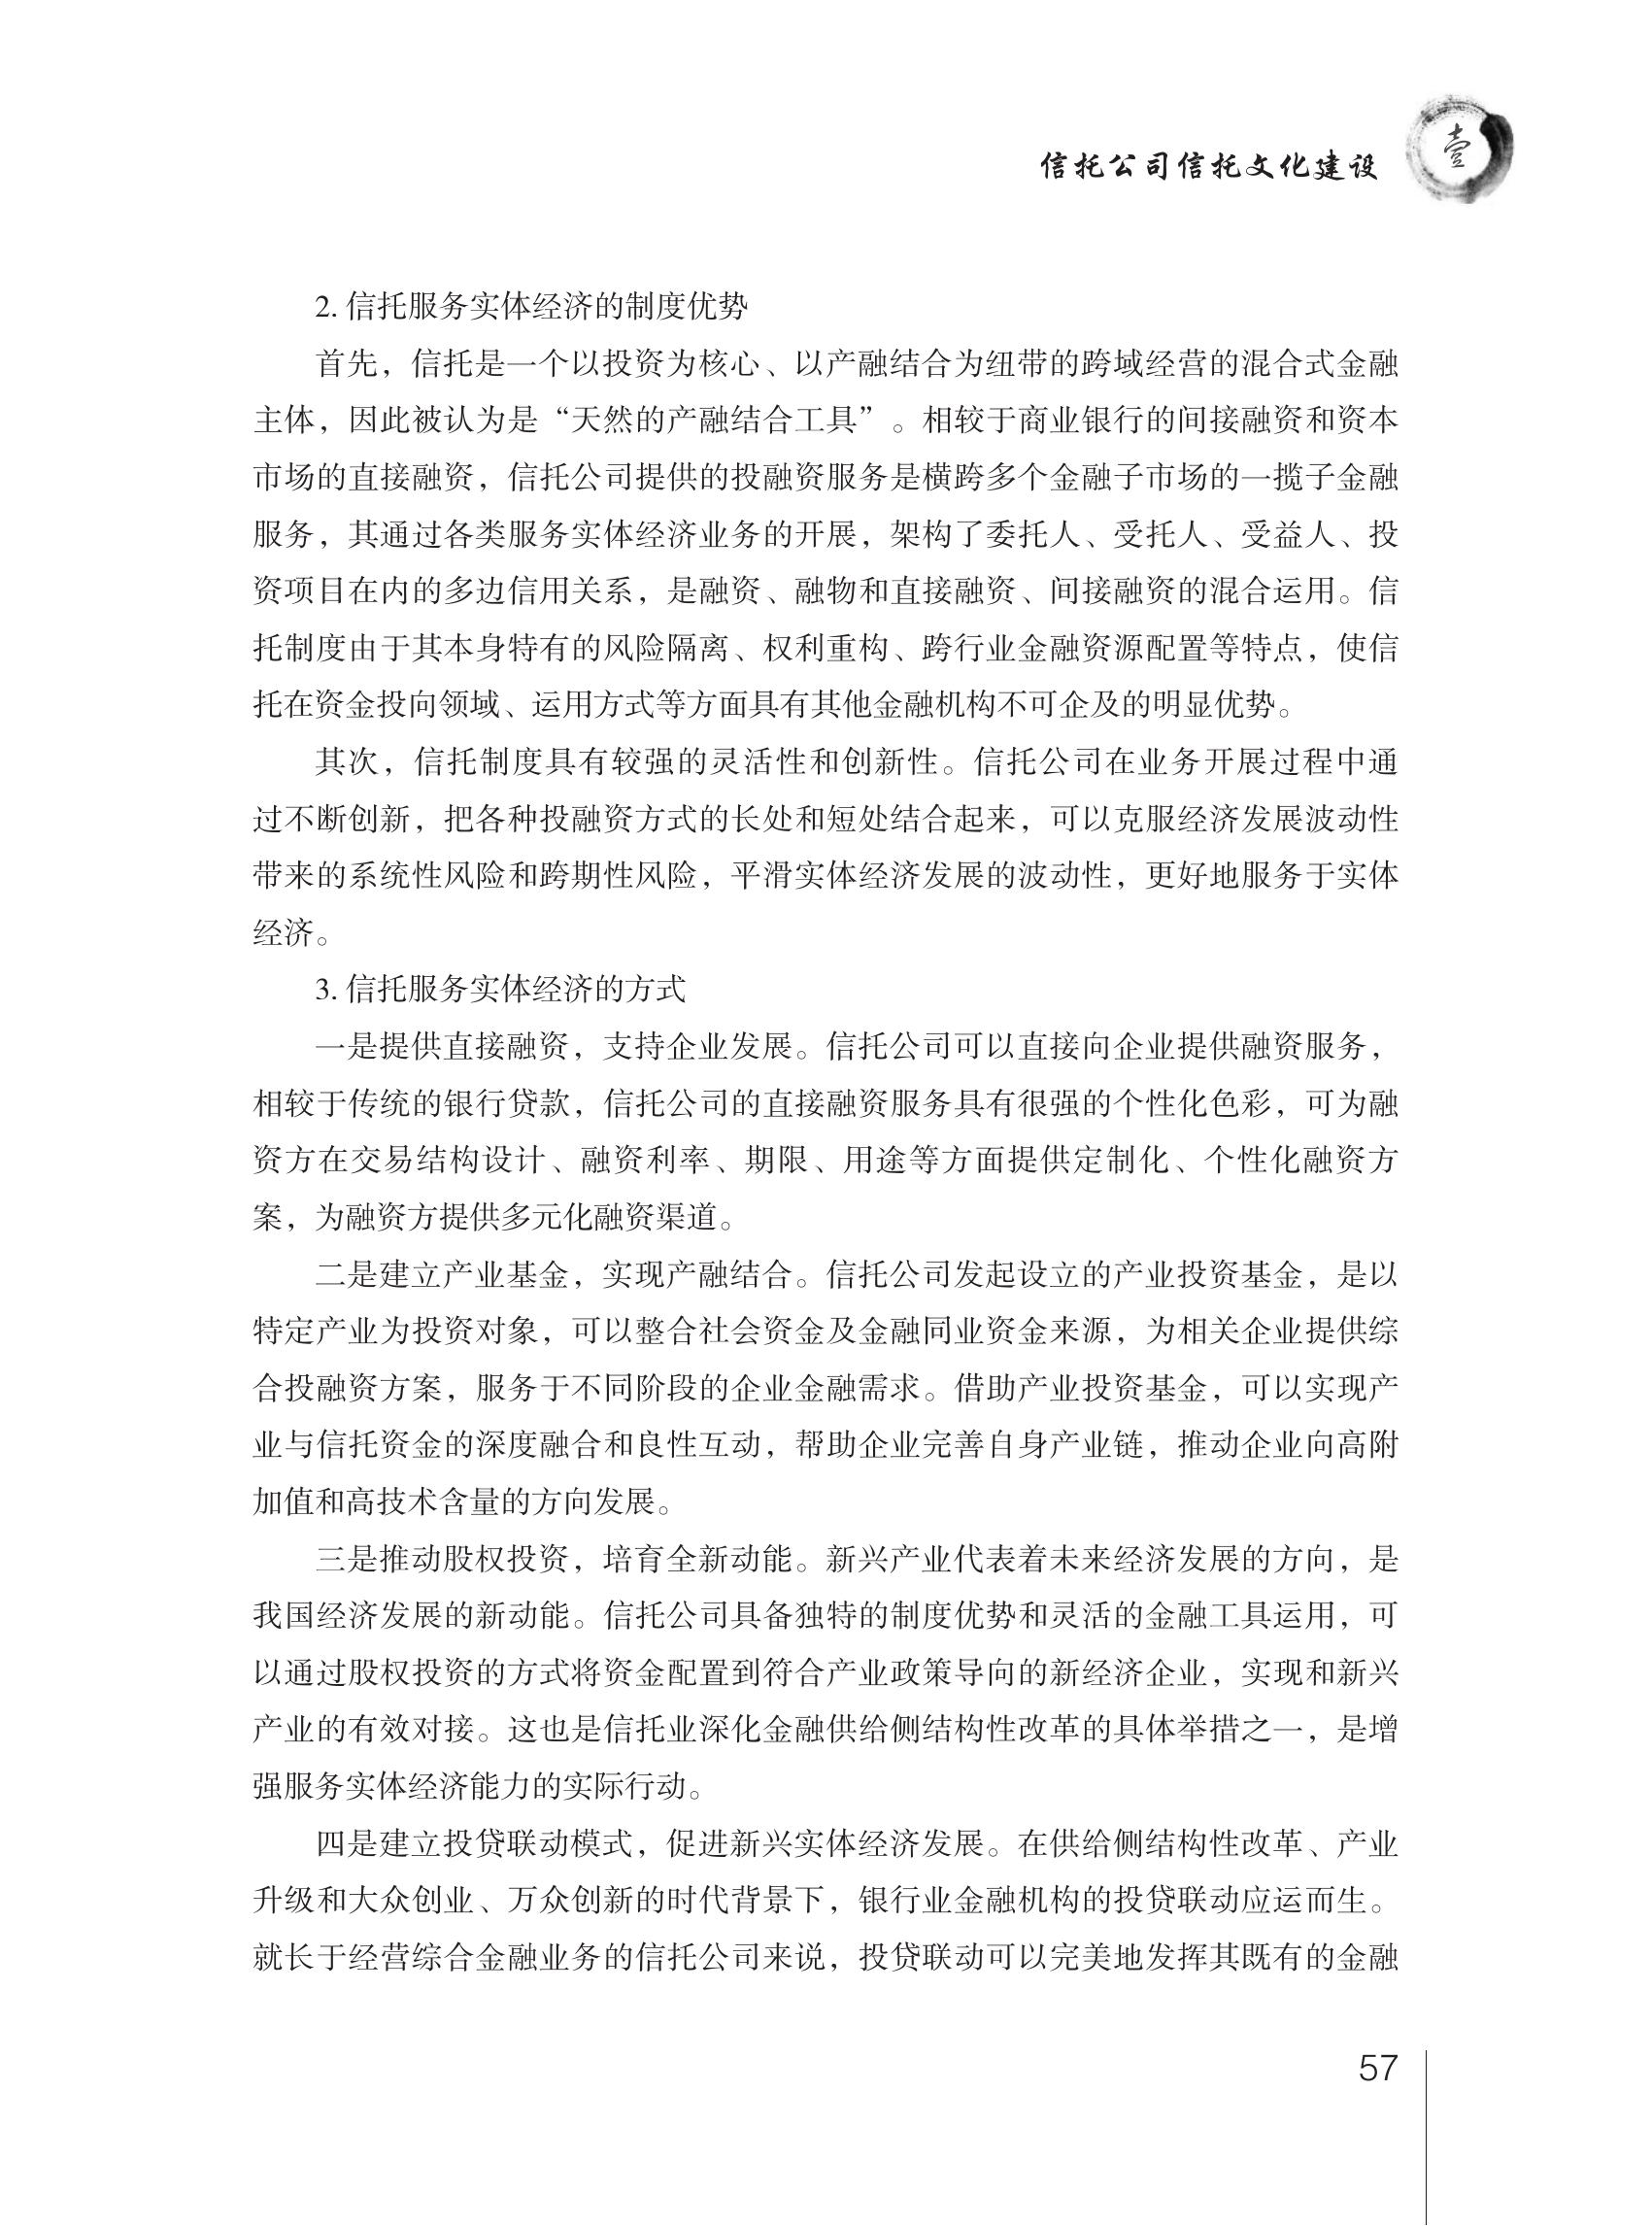 信托公司信托文化建设
壹
2. 信托服务实体经济的制度优势
首先，信托是一个以投资为核心、以产融结合为纽带的跨域经营的混合式金融
主体，因此被认为是“天然的产融结合工具”。相较于商业银行的间接融资和资本
市场的直接融资，信托公司提供的投融资服务是横跨多个金融子市场的一揽子金融
服务，其通过各类服务实体经济业务的开展，架构了委托人、受托人、受益人、投
资项目在内的多边信用关系，是融资、融物和直接融资、间接融资的混合运用。信
托制度由于其本身特有的风险隔离、权利重构、跨行业金融资源配置等特点，使信
托在资金投向领域、运用方式等方面具有其他金融机构不可企及的明显优势。
其次，信托制度具有较强的灵活性和创新性。信托公司在业务开展过程中通
过不断创新，把各种投融资方式的长处和短处结合起来，可以克服经济发展波动性
带来的系统性风险和跨期性风险，平滑实体经济发展的波动性，更好地服务于实体
经济。
3. 信托服务实体经济的方式
一是提供直接融资，支持企业发展。信托公司可以直接向企业提供融资服务，
相较于传统的银行贷款，信托公司的直接融资服务具有很强的个性化色彩，可为融
资方在交易结构设计、融资利率、期限、用途等方面提供定制化、个性化融资方
案，为融资方提供多元化融资渠道。
二是建立产业基金，实现产融结合。信托公司发起设立的产业投资基金，是以
特定产业为投资对象，可以整合社会资金及金融同业资金来源，为相关企业提供综
合投融资方案，服务于不同阶段的企业金融需求。借助产业投资基金，可以实现产
业与信托资金的深度融合和良性互动，帮助企业完善自身产业链，推动企业向高附
加值和高技术含量的方向发展。
三是推动股权投资，培育全新动能。新兴产业代表着未来经济发展的方向，是
我国经济发展的新动能。信托公司具备独特的制度优势和灵活的金融工具运用，可
以通过股权投资的方式将资金配置到符合产业政策导向的新经济企业，实现和新兴
产业的有效对接。这也是信托业深化金融供给侧结构性改革的具体举措之一，是增
强服务实体经济能力的实际行动。
四是建立投贷联动模式，促进新兴实体经济发展。在供给侧结构性改革、产业
升级和大众创业、万众创新的时代背景下，银行业金融机构的投贷联动应运而生。
就长于经营综合金融业务的信托公司来说，投贷联动可以完美地发挥其既有的金融
57